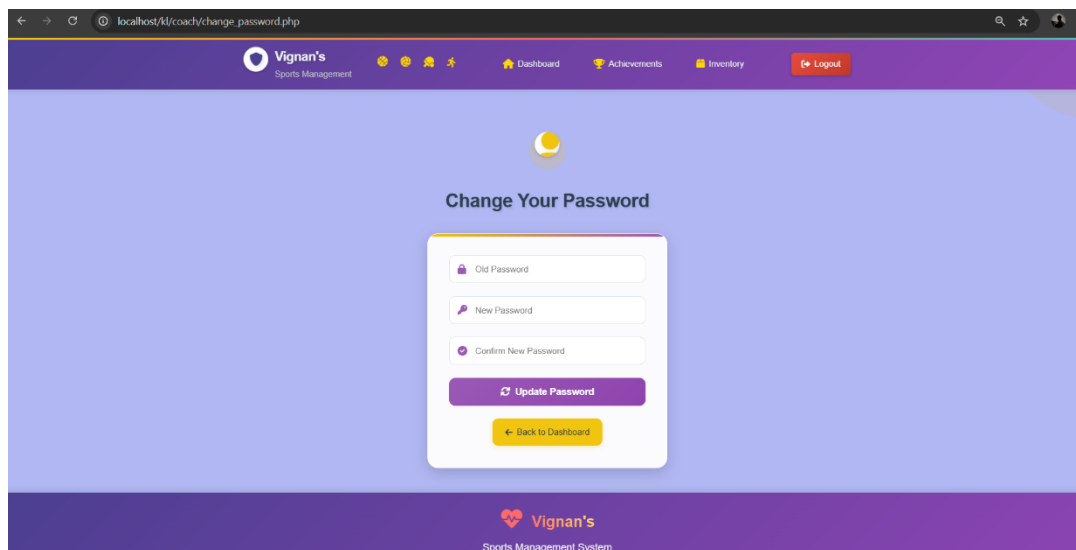 localhost/kl/coach/change_password.php
Vignan's
Sports Management
Dashboard
Achievements
Inventory
Logout
Change Your Password
Old Password
New Password
Confirm New Password
Update Password
Back to Dashboard
Vignan's
Sports Management System